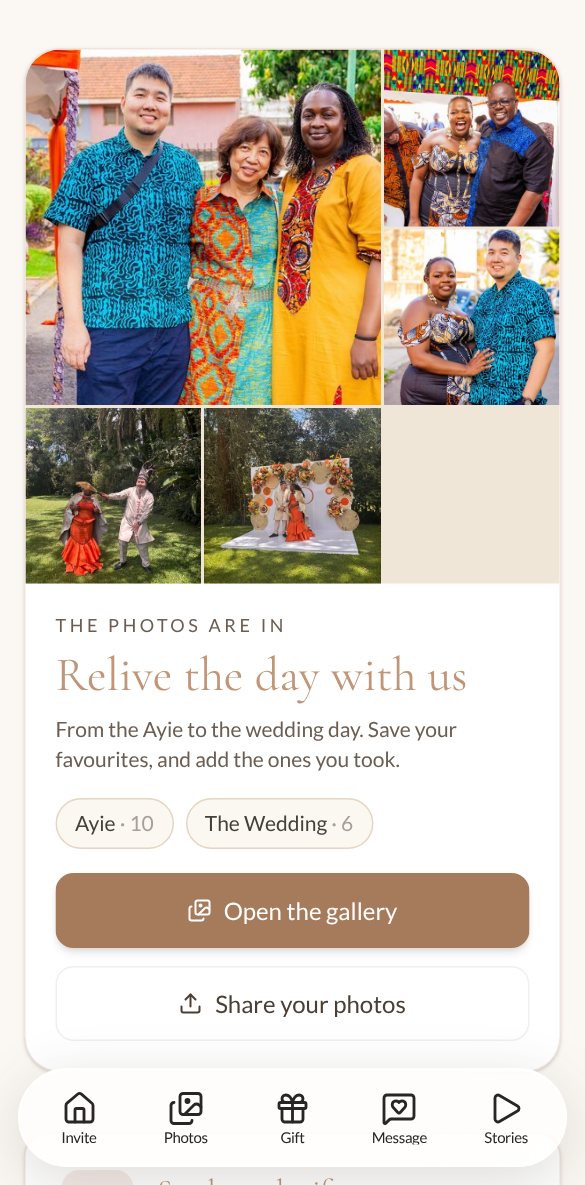 THE PHOTOS ARE IN
Relive the day with us
From the Ayie to the wedding day. Save your
favourites, and add the ones you took.
Ayie · 10 The Wedding · 6
Open the gallery
Share your photos
Invite Photos Gift Message Stories